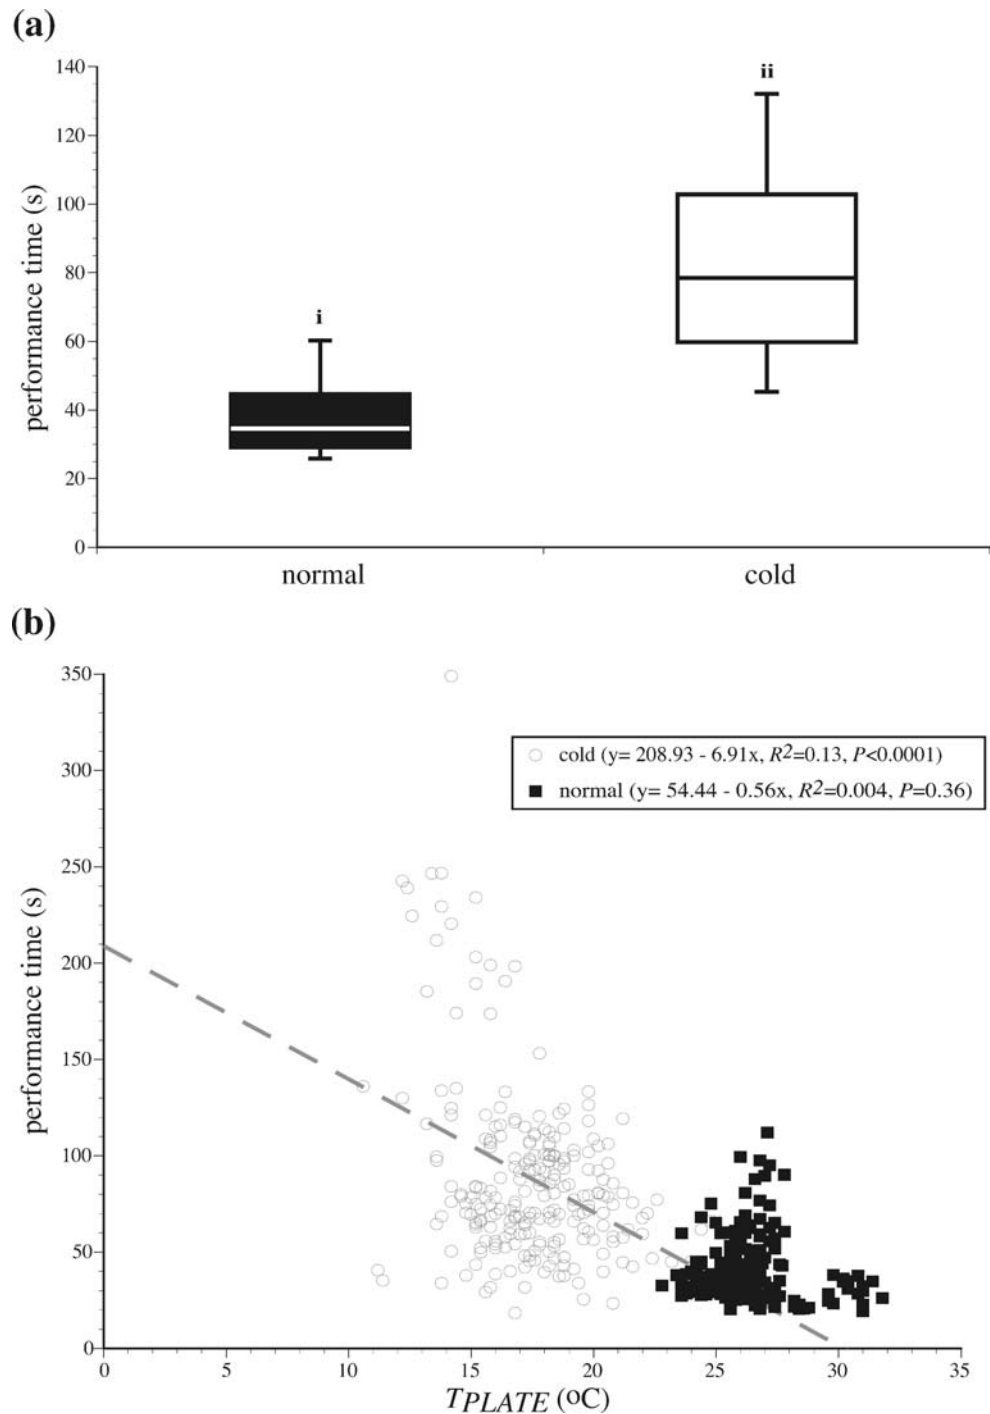 (a)
140
120
100
80
60
40
20
0
performance time (s)
i
ii
normal
cold
(b)
350
300
250
200
150
100
50
0
performance time (s)
cold (y= 208.93 - 6.91x, R2=0.13, P<0.0001)
normal (y= 54.44 - 0.56x, R2=0.004, P=0.36)
0 5 10 15 20 25 30 35
TPLATE (oC)